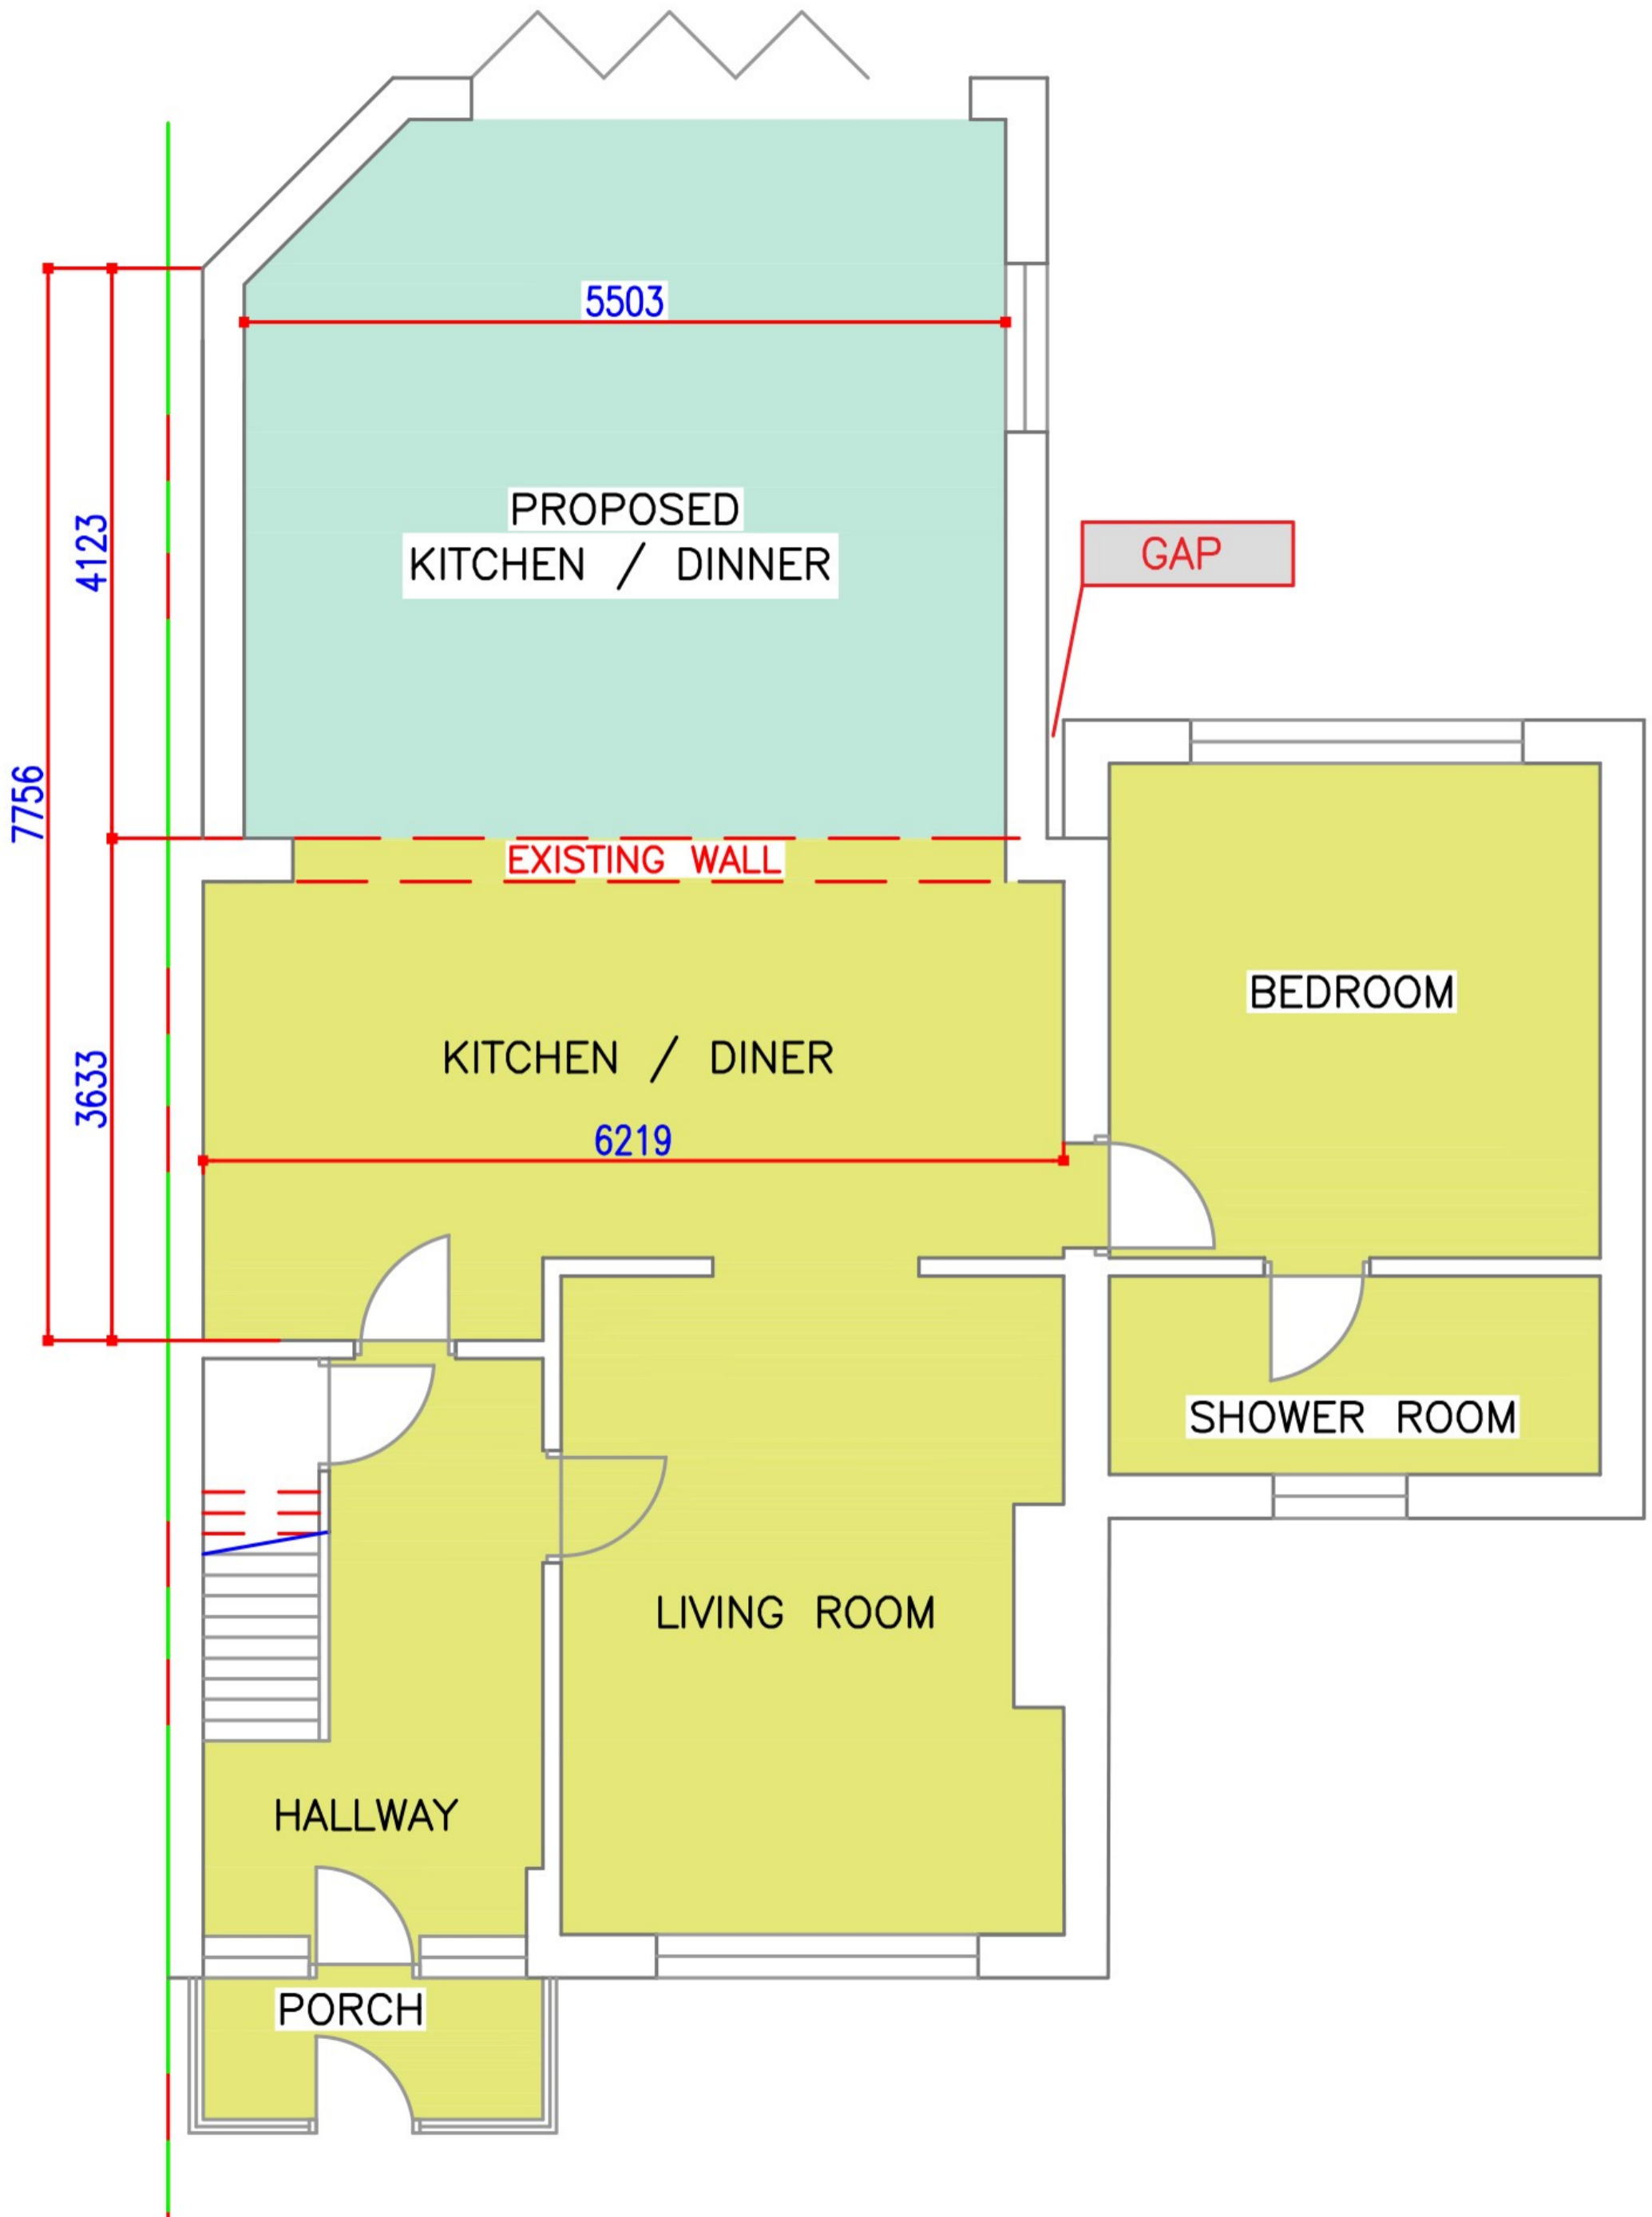 5503
PROPOSED
KITCHEN / DINNER
GAP
4123
7756
EXISTING WALL
BEDROOM
KITCHEN / DINER
3633
6219
SHOWER ROOM
LIVING ROOM
HALLWAY
PORCH